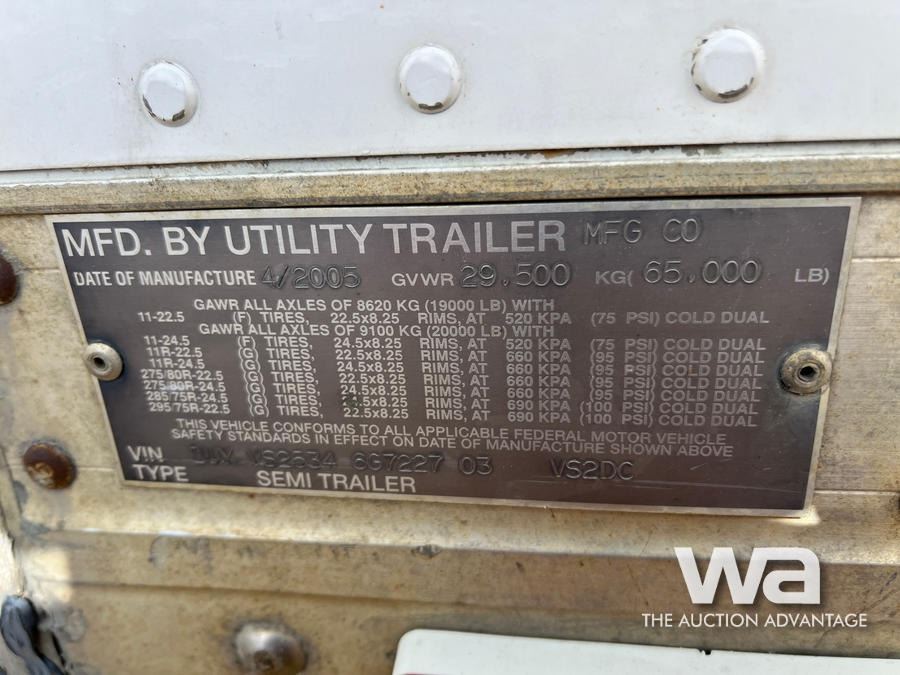 MFD. BY UTILITY TRAILER MFG CO
DATE OF MANUFACTURE 4/2005 GVWR 29.500 KG( 65.000 LB)
GAWR ALL AXLES OF 8620 KG (19000 LB) WITH
11-22.5 (F) TIRES, 22.5x8.25 RIMS, AT 520 KPA (75 PSI) COLD DUAL
GAWR ALL AXLES OF 9100 KG (20000 LB) WITH
11-24.5 (F) TIRES, 24.5x8.25 RIMS, AT 520 KPA (75 PSI) COLD DUAL
11R-22.5 (G) TIRES, 22.5x8.25 RIMS, AT 660 KPA (95 PSI) COLD DUAL
11R-24.5 (G) TIRES, 24.5x8.25 RIMS, AT 660 KPA (95 PSI) COLD DUAL
275/80R-22.5 (G) TIRES, 22.5x8.25 RIMS, AT 660 KPA (95 PSI) COLD DUAL
275/80R-24.5 (G) TIRES, 24.5x8.25 RIMS, AT 660 KPA (95 PSI) COLD DUAL
285/75R-24.5 (G) TIRES, 24.5x8.25 RIMS, AT 690 KPA (100 PSI) COLD DUAL
295/75R-22.5 (G) TIRES, 22.5x8.25 RIMS, AT 690 KPA (100 PSI) COLD DUAL
THIS VEHICLE CONFORMS TO ALL APPLICABLE FEDERAL MOTOR VEHICLE
SAFETY STANDARDS IN EFFECT ON DATE OF MANUFACTURE SHOWN ABOVE
VIN VS2534 6G7227 03 VS2DC
TYPE SEMI TRAILER
wa
THE AUCTION ADVANTAGE